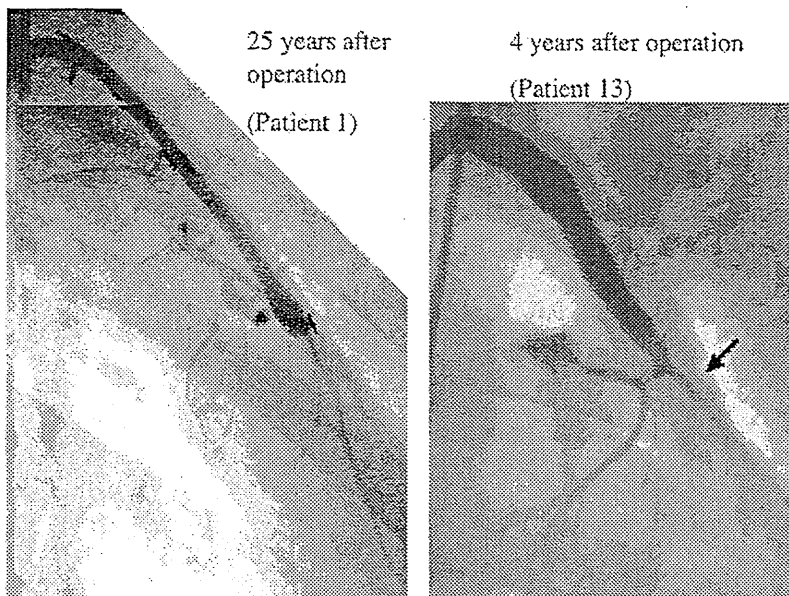 25 years after
operation
(Patient 1)
4 years after operation
(Patient 13)